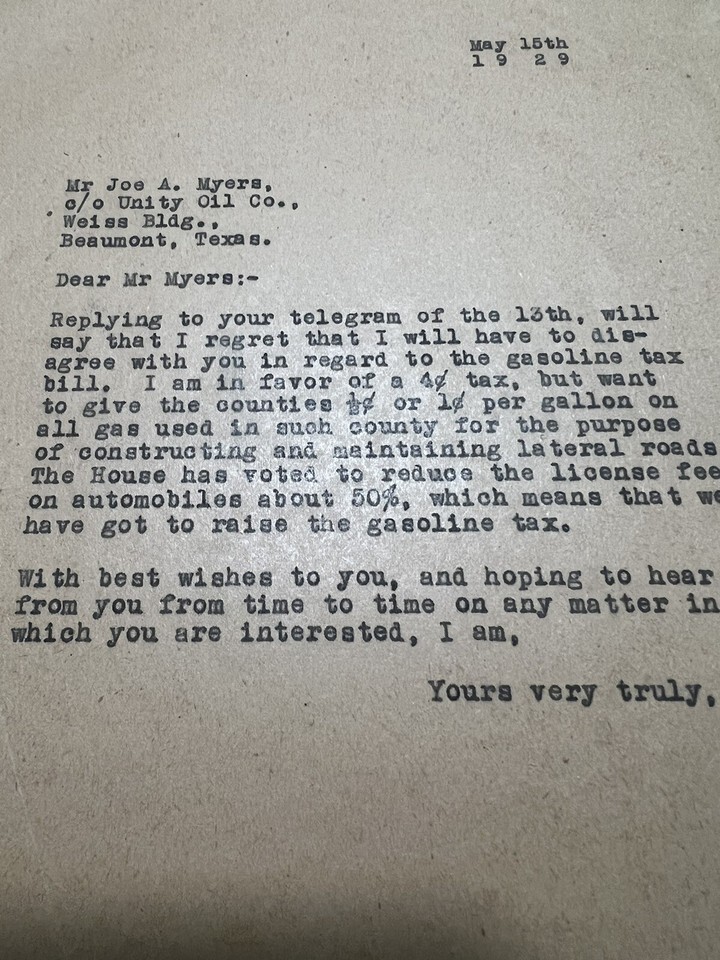 May 15th
1 9 2 9
Mr Joe A. Myers,
c/o Unity Oil Co.,
Weiss Bldg.,
Beaumont, Texas.
Dear Mr Myers:-
Replying to your telegram of the 13th, will
say that I regret that I will have to dis-
agree with you in regard to the gasoline tax
bill. I am in favor of a 4¢ tax, but want
to give the counties ½¢ or 1¢ per gallon on
all gas used in such county for the purpose
of constructing and maintaining lateral roads
The House has voted to reduce the license fee
on automobiles about 50%, which means that we
have got to raise the gasoline tax.
With best wishes to you, and hoping to hear
from you from time to time on any matter in
which you are interested, I am,
Yours very truly,